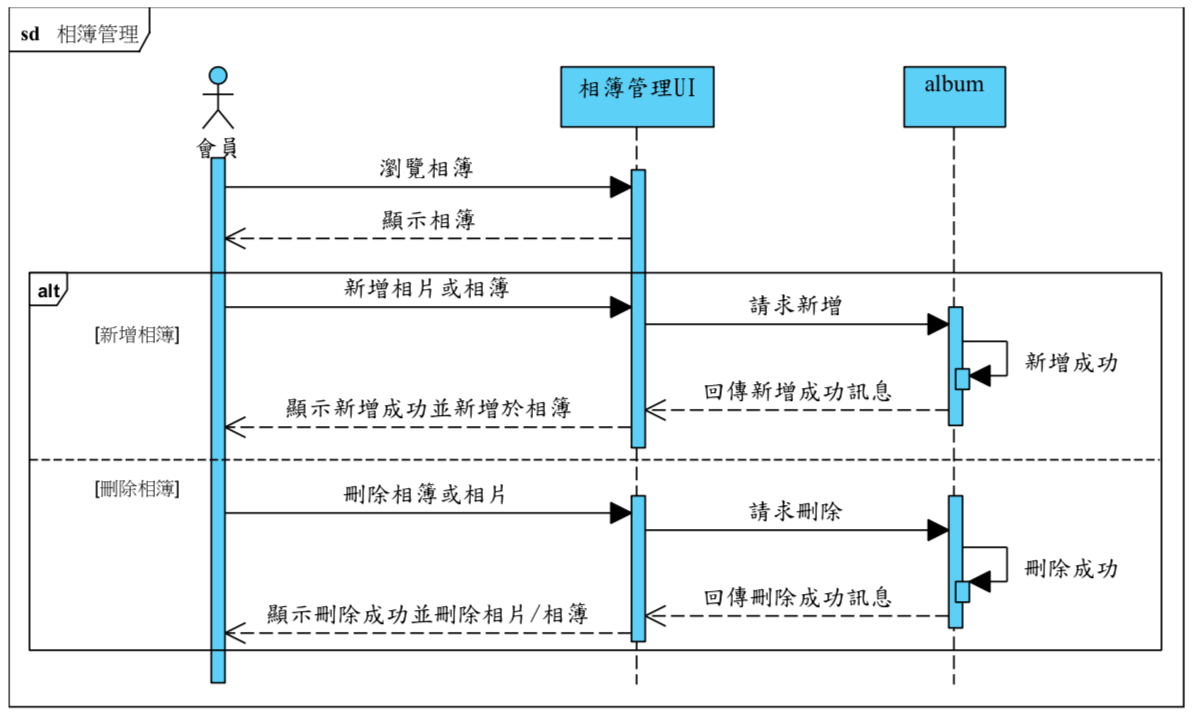 sd 相簿管理
相簿管理UI
album
會員
瀏覽相簿
顯示相簿
alt
新增相片或相簿
請求新增
[新增相簿]
新增成功
回傳新增成功訊息
顯示新增成功並新增於相簿
[刪除相簿]
刪除相簿或相片
請求刪除
刪除成功
回傳刪除成功訊息
顯示刪除成功並刪除相片/相簿